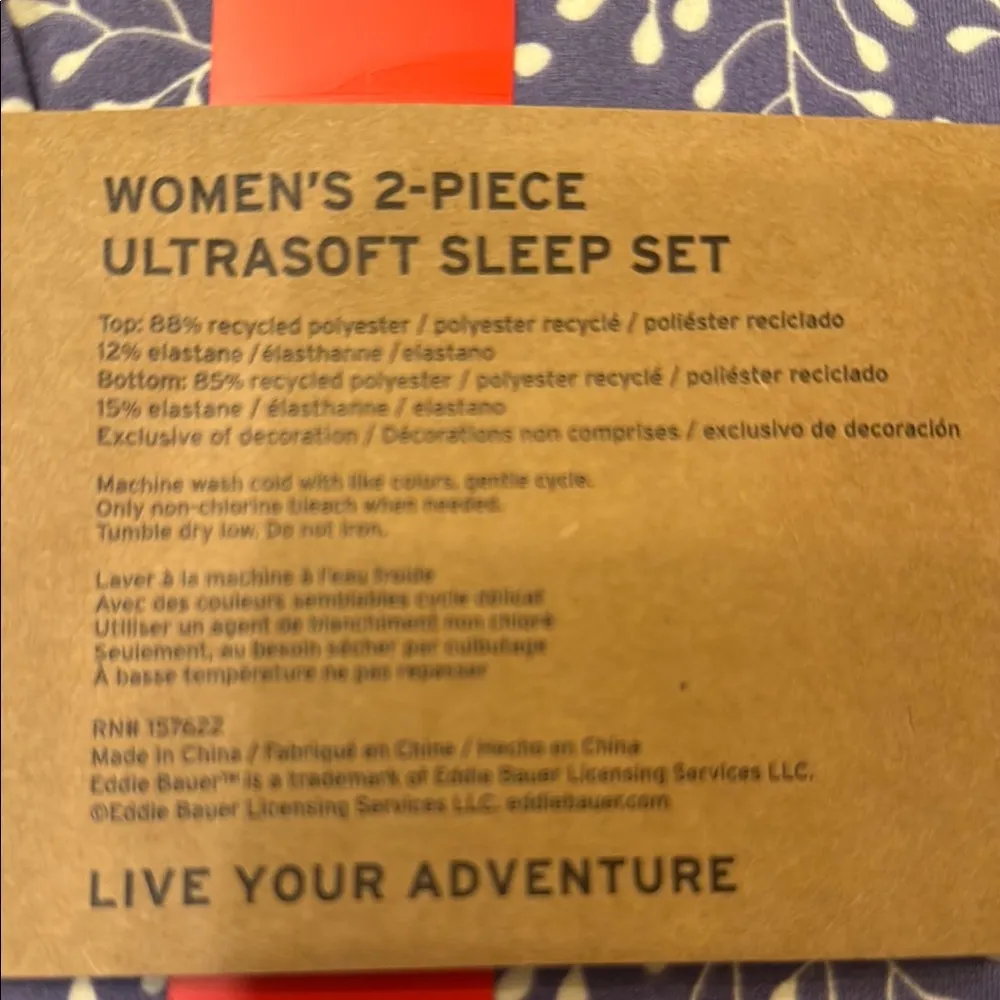 WOMEN'S 2-PIECE
ULTRASOFT SLEEP SET
Top: 88% recycled polyester / polyester recyclé / poliéster reciclado
12% elastane / élasthanne / elastano
Bottom: 85% recycled polyester / polyester recyclé / poliéster reciclado
15% elastane / élasthanne / elastano
Exclusive of decoration / Décorations non comprises / exclusivo de decoración
Machine wash cold with like colors, gentle cycle.
Only non-chlorine bleach when needed.
Tumble dry low. Do not iron.
Laver à la machine à l'eau froide
Avec des couleurs semblables cycle délicat
Utiliser un agent de blanchiment non chloré
Seulement, au besoin sécher par culbutage
À basse température ne pas repasser
RN# 157622
Made in China / Fabriqué en Chine / Hecho en China
Eddie Bauer™ is a trademark of Eddie Bauer Licensing Services LLC.
©Eddie Bauer Licensing Services LLC. eddiebauer.com
LIVE YOUR ADVENTURE